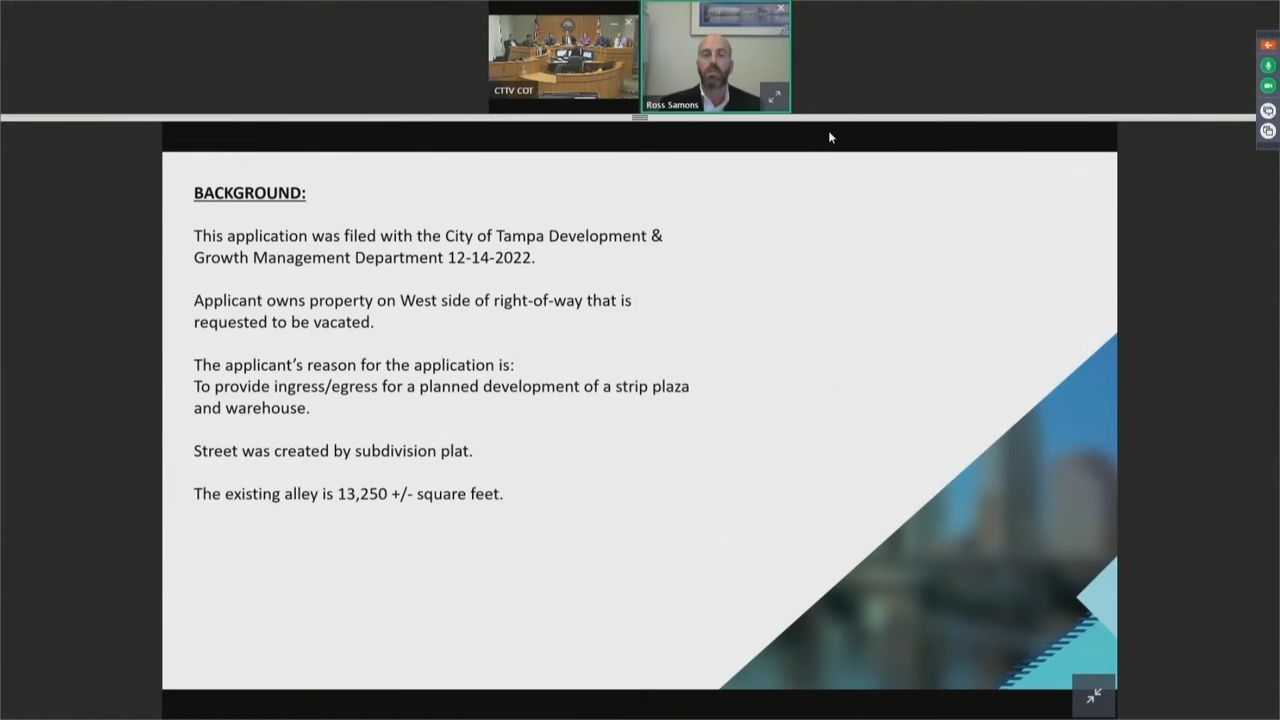 CTTV COT
Ross Samons
BACKGROUND:
This application was filed with the City of Tampa Development &
Growth Management Department 12-14-2022.
Applicant owns property on West side of right-of-way that is
requested to be vacated.
The applicant's reason for the application is:
To provide ingress/egress for a planned development of a strip plaza
and warehouse.
Street was created by subdivision plat.
The existing alley is 13,250 +/- square feet.